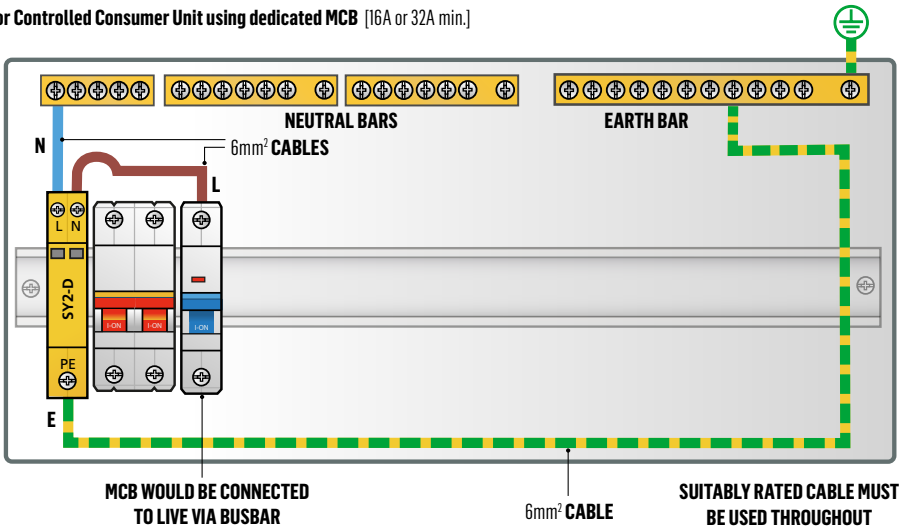 or Controlled Consumer Unit using dedicated MCB [16A or 32A min.]
NEUTRAL BARS
EARTH BAR
N
6mm² CABLES
L
L N
SY2-D
I-ON I-ON I-ON
PE
E
MCB WOULD BE CONNECTED
TO LIVE VIA BUSBAR
6mm² CABLE
SUITABLY RATED CABLE MUST
BE USED THROUGHOUT